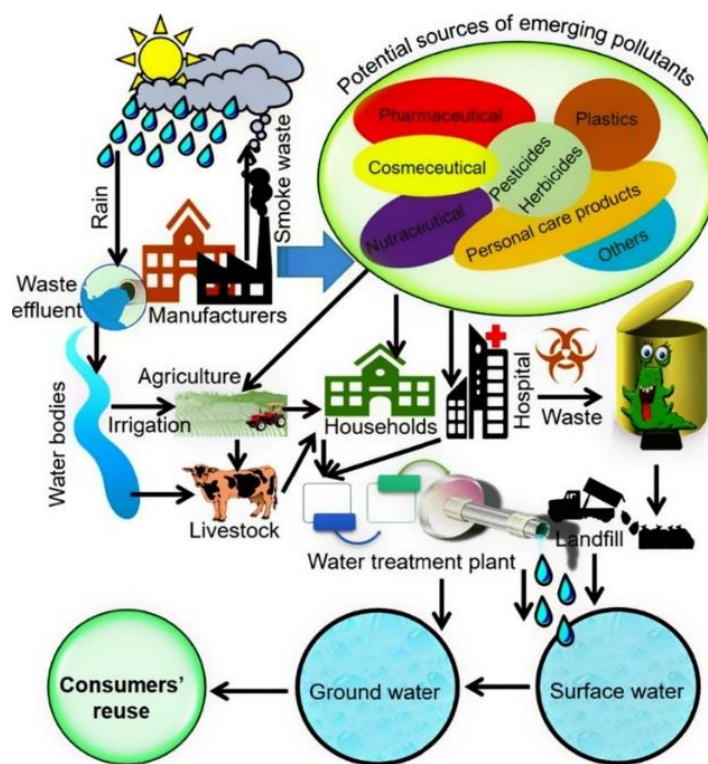 Potential sources of emerging pollutants
Pharmaceutical
Plastics
Cosmeceutical
Pesticides
Herbicides
Nutraceutical
Personal care products
Others
Rain
Smoke waste
Waste
effluent
Manufacturers
Agriculture
Hospital
Waste
Water bodies
Irrigation
Households
Livestock
Landfill
Water treatment plant
Consumers'
reuse
Ground water
Surface water